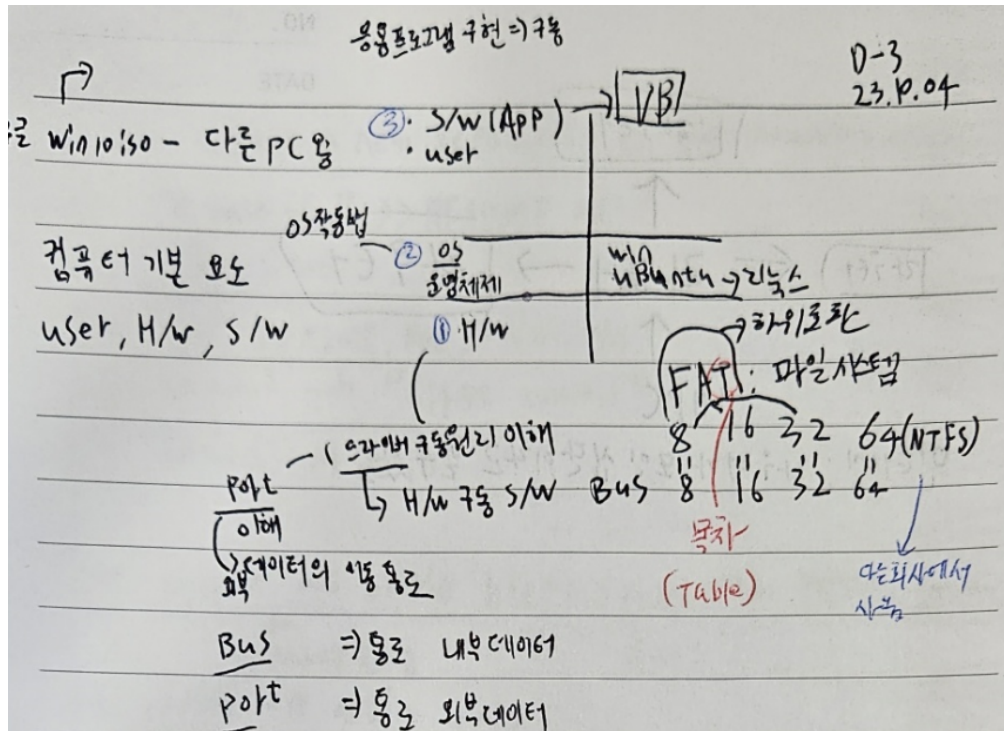 응용프로그램 구현 ⇒ 구동
D-3
23.10.04
③ · S/W (APP) → VB
· user
Win10 iso - 다른 PC용
OS작동법
② OS
운영체제
win
uBuntu → 리눅스
컴퓨터 기본 요소
user, H/W, S/W
① H/W
→ 하위호환
FAT : 파일시스템
8 16 32 64(NTFS)
드라이버 구동원리 이해
↳ H/W 구동 S/W
Bus 8 16 32 64
port
이해
외부 데이터의 이동 통로
목차
(Table)
다른회사에서
Bus ⇒ 통로 내부데이터
port ⇒ 통로 외부데이터